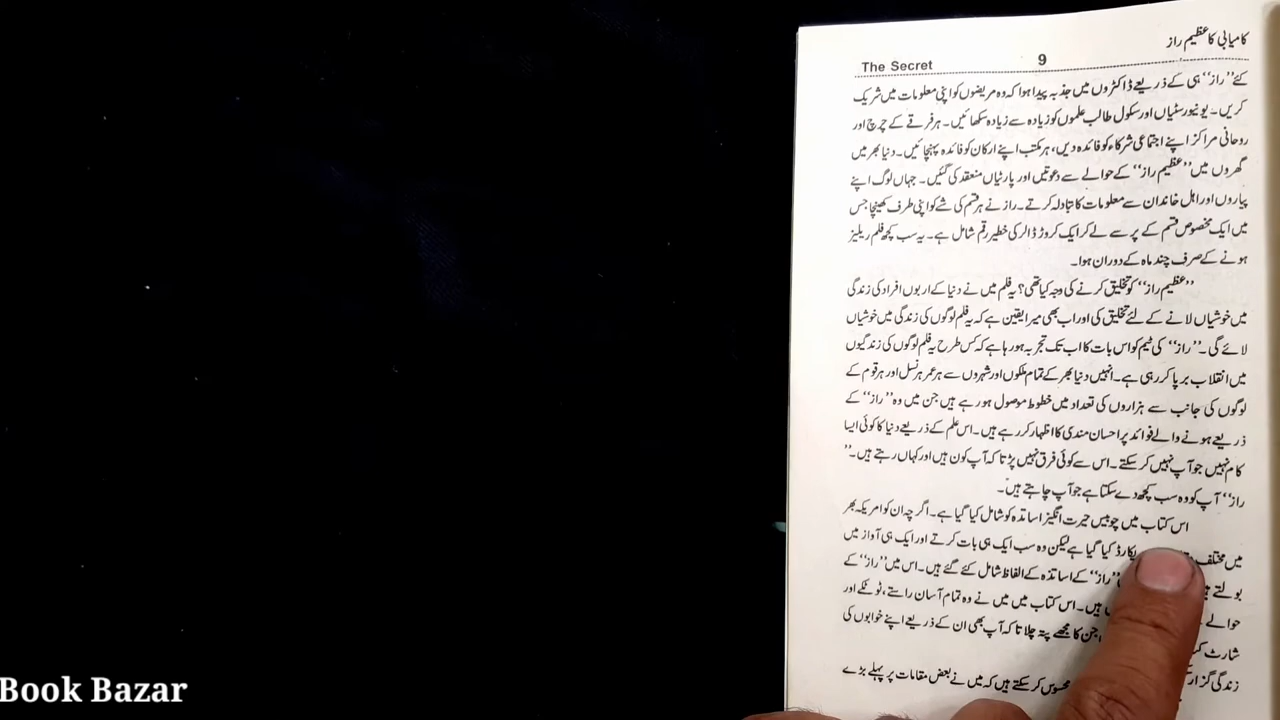 کامیابی کا عظیم راز
The Secret 9
گئے ’’راز‘‘ ہی کے ذریعے ڈاکٹروں میں جذبہ پیدا ہوا کہ وہ مریضوں کو اپنی معلومات میں شریک
کریں۔ یونیورسٹیاں اور سکول طالب علموں کو زیادہ سے زیادہ سکھائیں۔ ہر فرقے کے چرچ اور
روحانی مراکز اپنے اجتماعی شرکاء کو فائدہ دیں، ہر مکتب اپنے ارکان کو فائدہ پہنچائیں۔ دنیا بھر میں
گھروں میں ’’عظیم راز‘‘ کے حوالے سے دعوتیں اور پارٹیاں منعقد کی گئیں۔ جہاں لوگ اپنے
پیاروں اور اہل خاندان سے معلومات کا تبادلہ کرتے۔ راز نے ہر قسم کی شے کو اپنی طرف کھینچا جس
میں ایک مخصوص قسم کے پر سے لے کر ایک کروڑ ڈالر کی خطیر رقم شامل ہے۔ یہ سب کچھ فلم ریلیز
ہونے کے صرف چند ماہ کے دوران ہوا۔
’’عظیم راز‘‘ کو تخلیق کرنے کی وجہ کیا تھی؟ یہ فلم میں نے دنیا کے اربوں افراد کی زندگی
میں خوشیاں لانے کے لئے تخلیق کی اور اب بھی میرا یقین ہے کہ یہ فلم لوگوں کی زندگی میں خوشیاں
لائے گی۔ ’’راز‘‘ کی ٹیم کو اس بات کا اب تک تجربہ ہو رہا ہے کہ کس طرح یہ فلم لوگوں کی زندگیوں
میں انقلاب برپا کر رہی ہے۔ انہیں دنیا بھر کے تمام ملکوں اور شہروں سے ہر عمر ہر نسل اور ہر قوم کے
لوگوں کی جانب سے ہزاروں کی تعداد میں خطوط موصول ہو رہے ہیں جن میں وہ ’’راز‘‘ کے
ذریعے ہونے والے فوائد پر احسان مندی کا اظہار کر رہے ہیں۔ اس علم کے ذریعے دنیا کا کوئی ایسا
کام نہیں جو آپ نہیں کر سکتے۔ اس سے کوئی فرق نہیں پڑتا کہ آپ کون ہیں اور کہاں رہتے ہیں۔ ’’
راز‘‘ آپ کو وہ سب کچھ دے سکتا ہے جو آپ چاہتے ہیں۔
اس کتاب میں چوبیس حیرت انگیز اساتذہ کو شامل کیا گیا ہے۔ اگر چہ ان کو امریکہ بھر
میں مختلف ریکارڈ کیا گیا ہے لیکن وہ سب ایک ہی بات کرتے اور ایک ہی آواز میں
بولتے ’’راز‘‘ کے اساتذہ کے الفاظ شامل کئے گئے ہیں۔ اس میں ’’راز‘‘ کے
حوالے ہیں۔ اس کتاب میں میں نے وہ تمام آسان راستے، ٹوٹکے اور
شارٹ جن کا مجھے پتہ چلا تا کہ آپ بھی ان کے ذریعے اپنے خوابوں کی
زندگی محسوس کر سکتے ہیں کہ میں نے بعض مقامات پر پہلے بڑے
Book Bazar